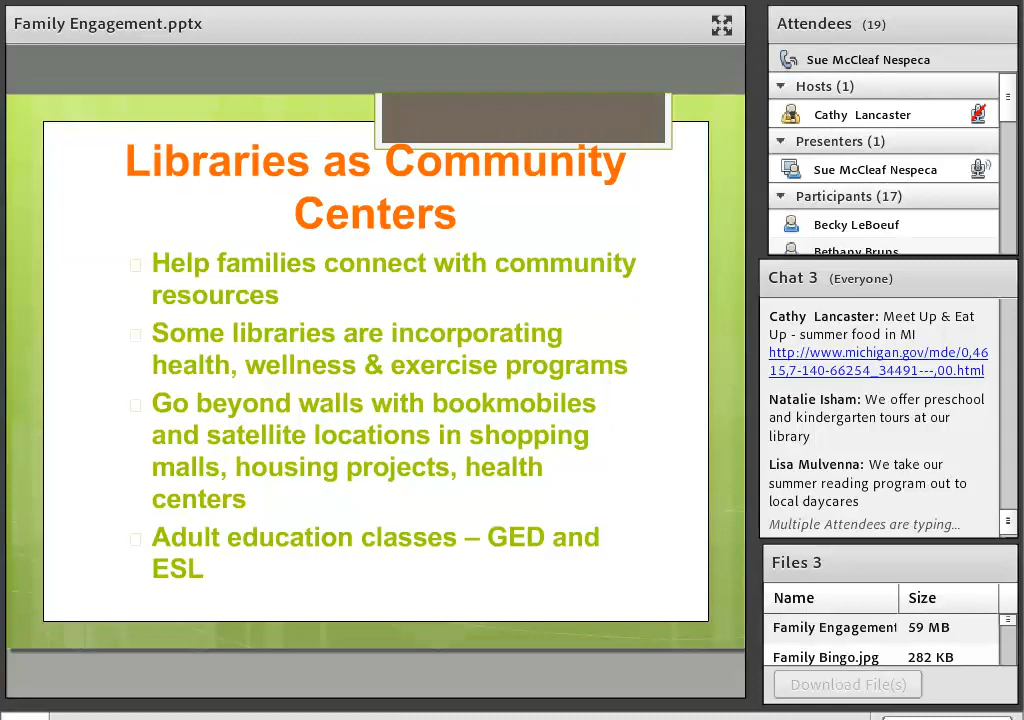 Family Engagement.pptx
Libraries as Community
Centers
Help families connect with community
resources
Some libraries are incorporating
health, wellness & exercise programs
Go beyond walls with bookmobiles
and satellite locations in shopping
malls, housing projects, health
centers
Adult education classes – GED and
ESL
Attendees (19)
Sue McCleaf Nespeca
Hosts (1)
Cathy Lancaster
Presenters (1)
Sue McCleaf Nespeca
Participants (17)
Becky LeBoeuf
Bethany Bruns
Chat 3 (Everyone)
Cathy Lancaster: Meet Up & Eat
Up - summer food in MI
http://www.michigan.gov/mde/0,46
15,7-140-66254_34491---,00.html
Natalie Isham: We offer preschool
and kindergarten tours at our
library
Lisa Mulvenna: We take our
summer reading program out to
local daycares
Multiple Attendees are typing...
Files 3
Name Size
Family Engagement 59 MB
Family Bingo.jpg 282 KB
Download File(s)